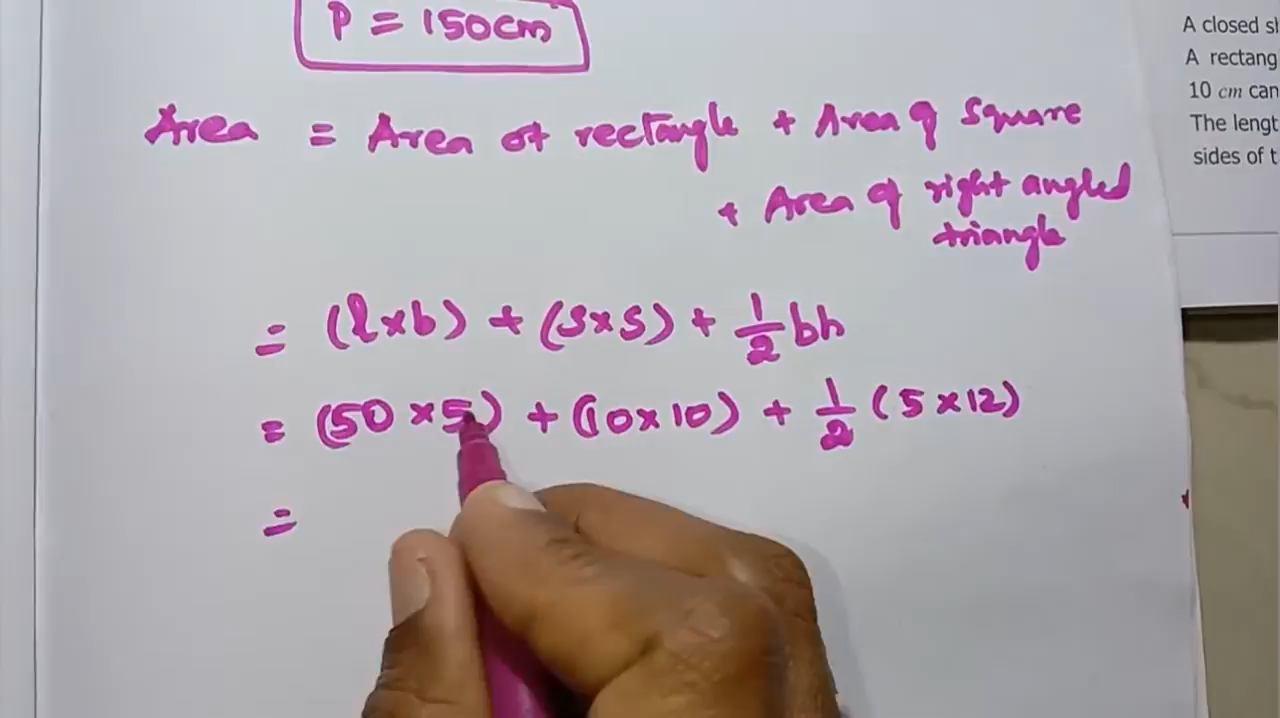 P = 150cm
Area = Area of rectangle + Area of square
+ Area of right angled
triangle
= (l×b) + (s×s) + 1/2 bh
= (50×5) + (10×10) + 1/2 (5×12)
=
A closed
A rectang
10 cm can
The lengt
sides of t